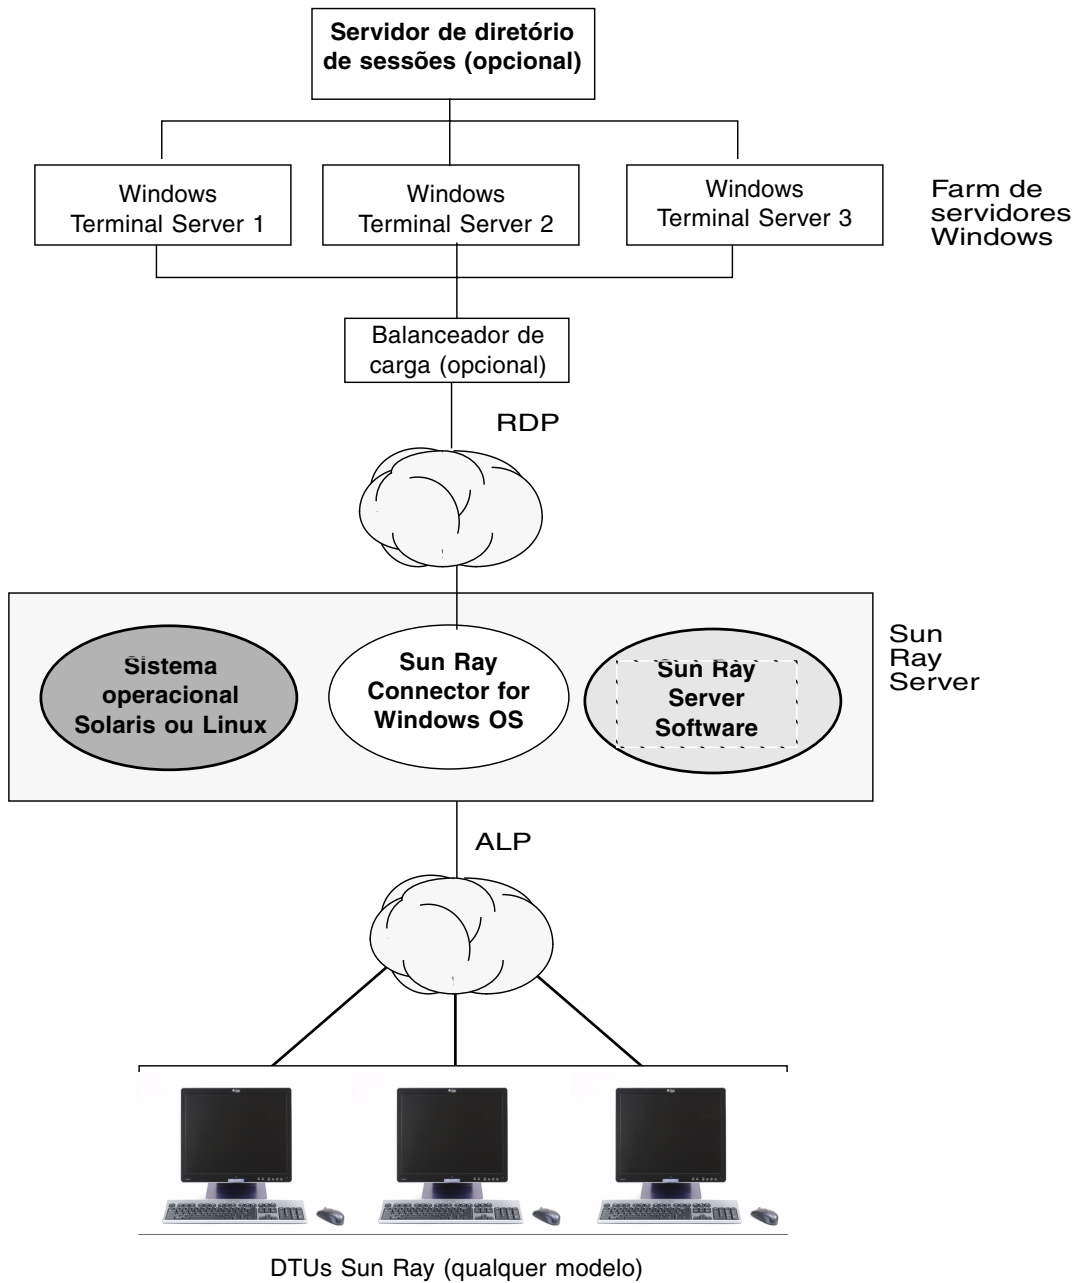 Servidor de diretório
de sessões (opcional)
Windows
Terminal Server 1
Windows
Terminal Server 2
Windows
Terminal Server 3
Farm de
servidores
Windows
Balanceador de
carga (opcional)
RDP
Sistema
operacional
Solaris ou Linux
Sun Ray
Connector for
Windows OS
Sun Ray
Server
Software
Sun
Ray
Server
ALP
DTUs Sun Ray (qualquer modelo)